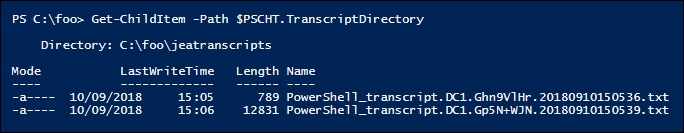 PS C:\foo> Get-ChildItem -Path $PSCHT.TranscriptDirectory
Directory: C:\foo\jeatranscripts
Mode LastWriteTime Length Name
---- ------------- ------ ----
-a---- 10/09/2018 15:05 789 PowerShell_transcript.DC1.Ghn9VlHr.20180910150536.txt
-a---- 10/09/2018 15:06 12831 PowerShell_transcript.DC1.Gp5N+WJN.20180910150539.txt